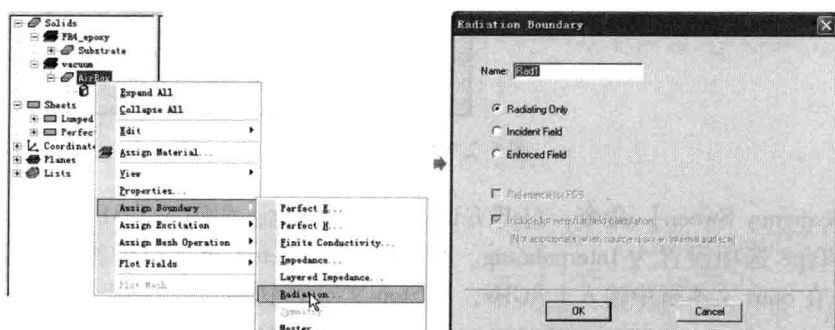 Solids
FR4_epoxy
Substrate
vacuum
AirBox
Sheets
Lumped
Perfec
Coordinate
Planes
Lists
Expand All
Collapse All
Edit
Assign Material...
View
Properties...
Assign Boundary
Assign Excitation
Assign Mesh Operation
Plot Fields
Plot Mesh
Perfect E...
Perfect H...
Finite Conductivity...
Impedance...
Layered Impedance...
Radiation...
Symmetry
Master
Radiation Boundary
Name: Rad1
Radiating Only
Incident Field
Enforced Field
Reference for FSS
Include for near/far field calculation
(Not appropriate when source is on an internal surface)
OK
Cancel